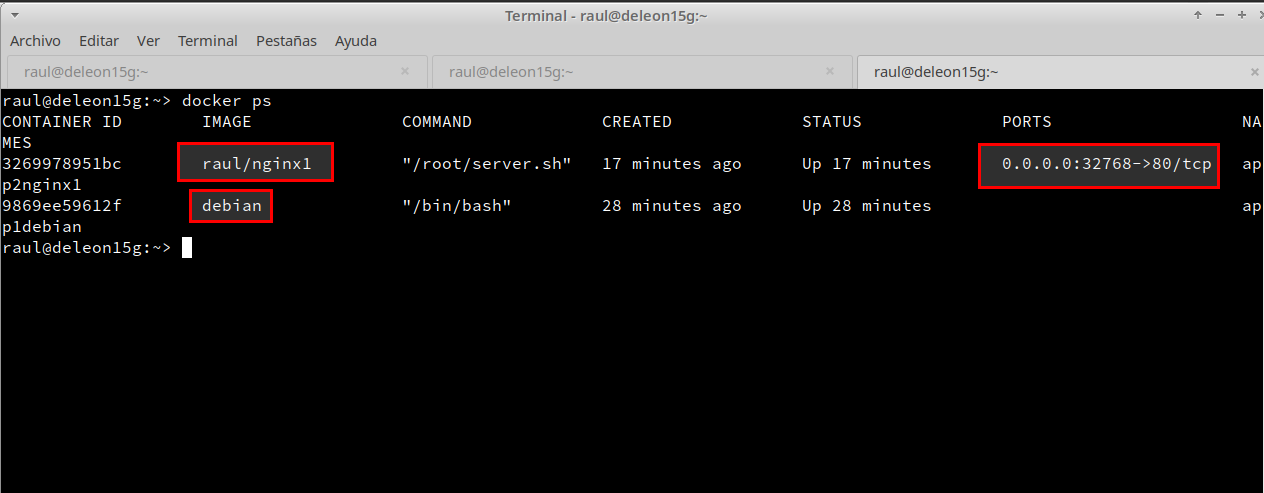 Terminal - raul@deleon15g:~
Archivo Editar Ver Terminal Pestañas Ayuda
raul@deleon15g:~ raul@deleon15g:~ raul@deleon15g:~
raul@deleon15g:~> docker ps
CONTAINER ID IMAGE COMMAND CREATED STATUS PORTS NA
MES
3269978951bc raul/nginx1 "/root/server.sh" 17 minutes ago Up 17 minutes 0.0.0.0:32768->80/tcp ap
p2nginx1
9869ee59612f debian "/bin/bash" 28 minutes ago Up 28 minutes ap
p1debian
raul@deleon15g:~>